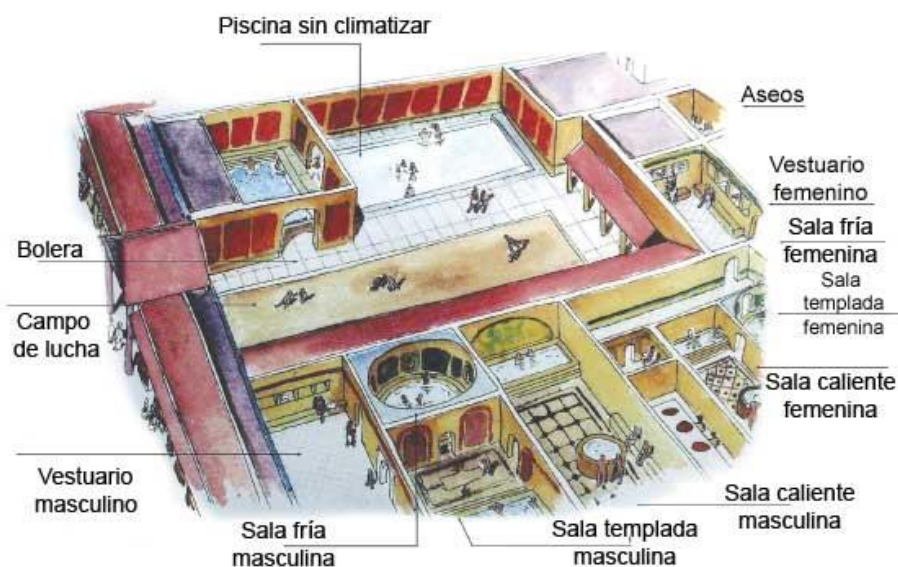 Piscina sin climatizar
Aseos
Vestuario
femenino
Sala fría
femenina
Sala
templada
femenina
Sala caliente
femenina
Bolera
Campo
de lucha
Vestuario
masculino
Sala fría
masculina
Sala templada
masculina
Sala caliente
masculina